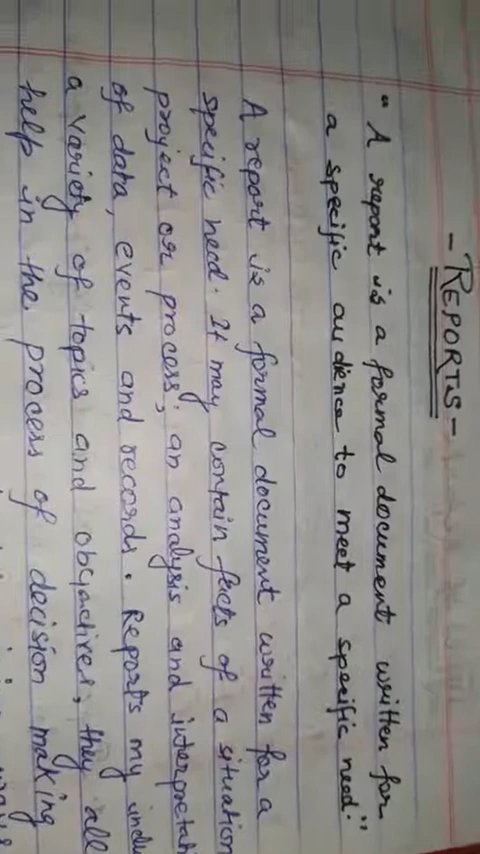 - REPORTS -
" A report is a formal document written for
a specific audience to meet a specific need."
A report is a formal document written for a
specific need. It may contain facts of a situation
project or process; an analysis and interpretati
of data, events and records. Reports my inclu
a variety of topics and objectives, they all
help in the process of decision making